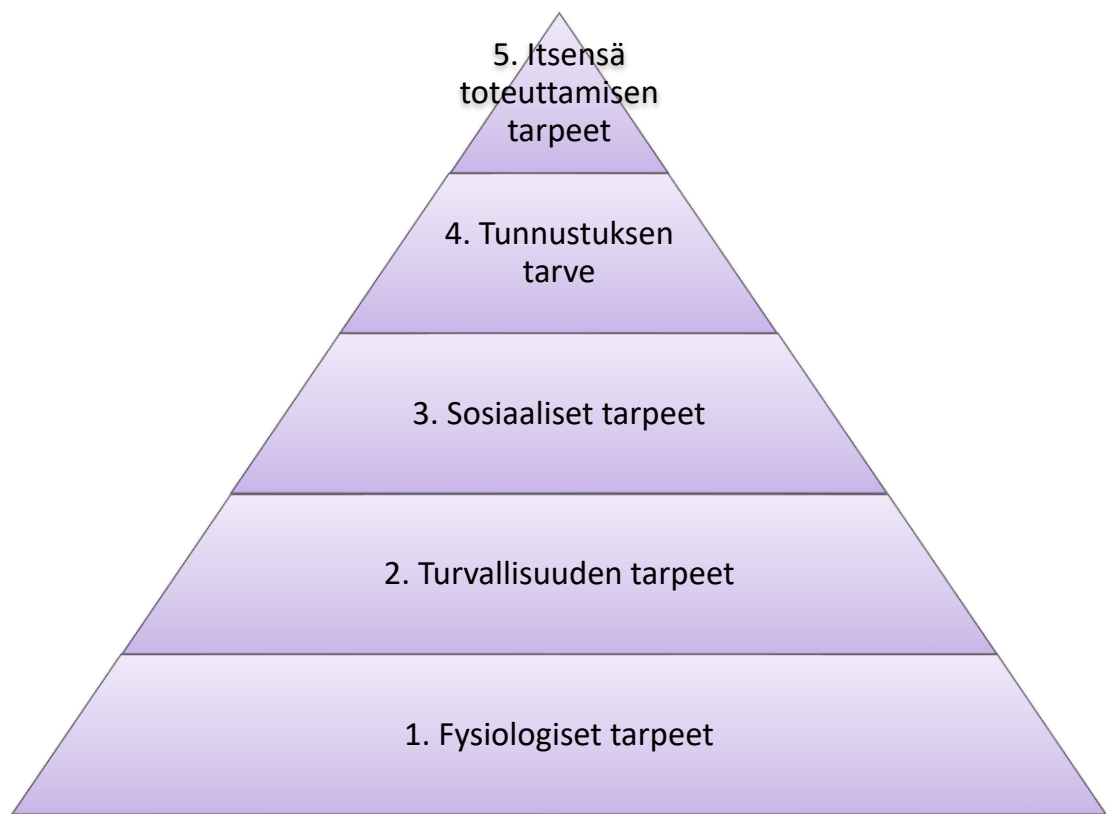 5. Itsensä
toteuttamisen
tarpeet
4. Tunnustuksen
tarve
3. Sosiaaliset tarpeet
2. Turvallisuuden tarpeet
1. Fysiologiset tarpeet